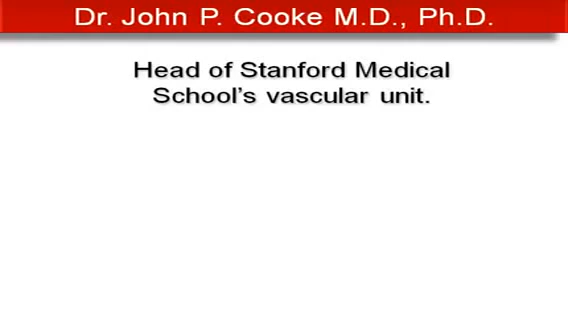 Dr. John P. Cooke M.D., Ph.D.
Head of Stanford Medical
School's vascular unit.